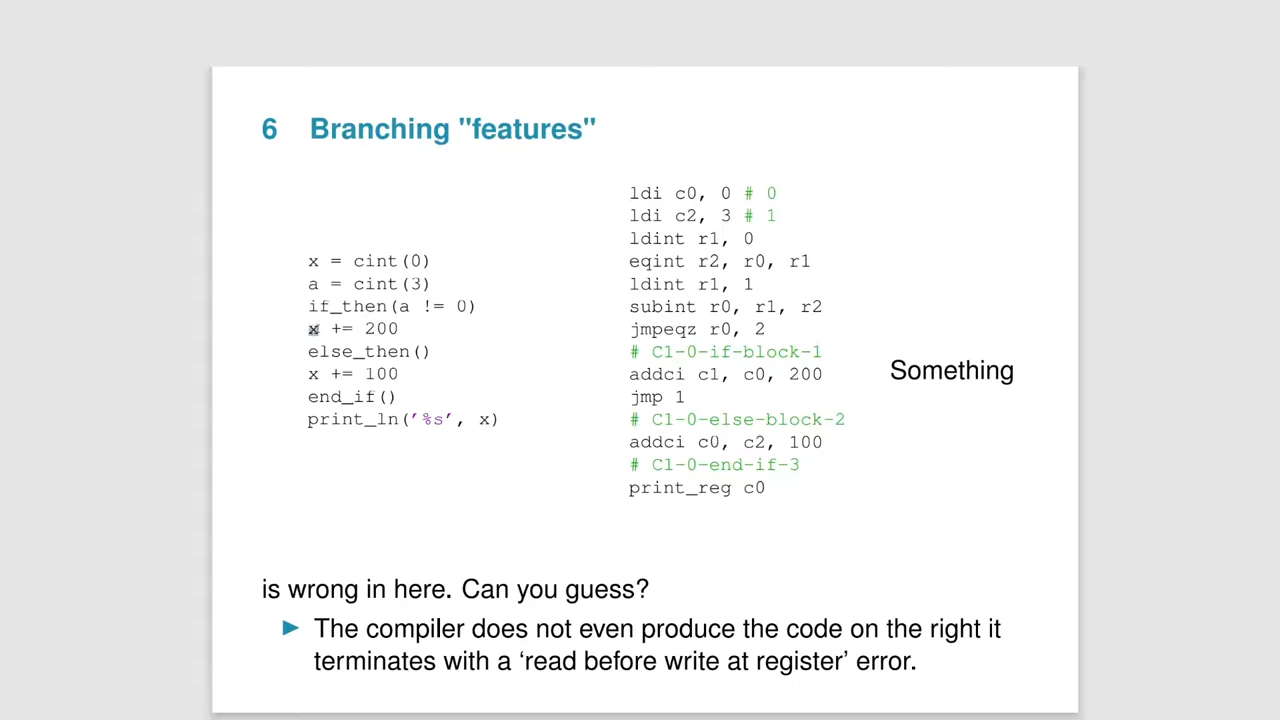 6 Branching "features"
x = cint(0)
a = cint(3)
if_then(a != 0)
x += 200
else_then()
x += 100
end_if()
print_ln('%s', x)
ldi c0, 0 # 0
ldi c2, 3 # 1
ldint r1, 0
eqint r2, r0, r1
ldint r1, 1
subint r0, r1, r2
jmpeqz r0, 2
# C1-0-if-block-1
addci c1, c0, 200
jmp 1
# C1-0-else-block-2
addci c0, c2, 100
# C1-0-end-if-3
print_reg c0
Something
is wrong in here. Can you guess?
The compiler does not even produce the code on the right it
terminates with a ‘read before write at register’ error.